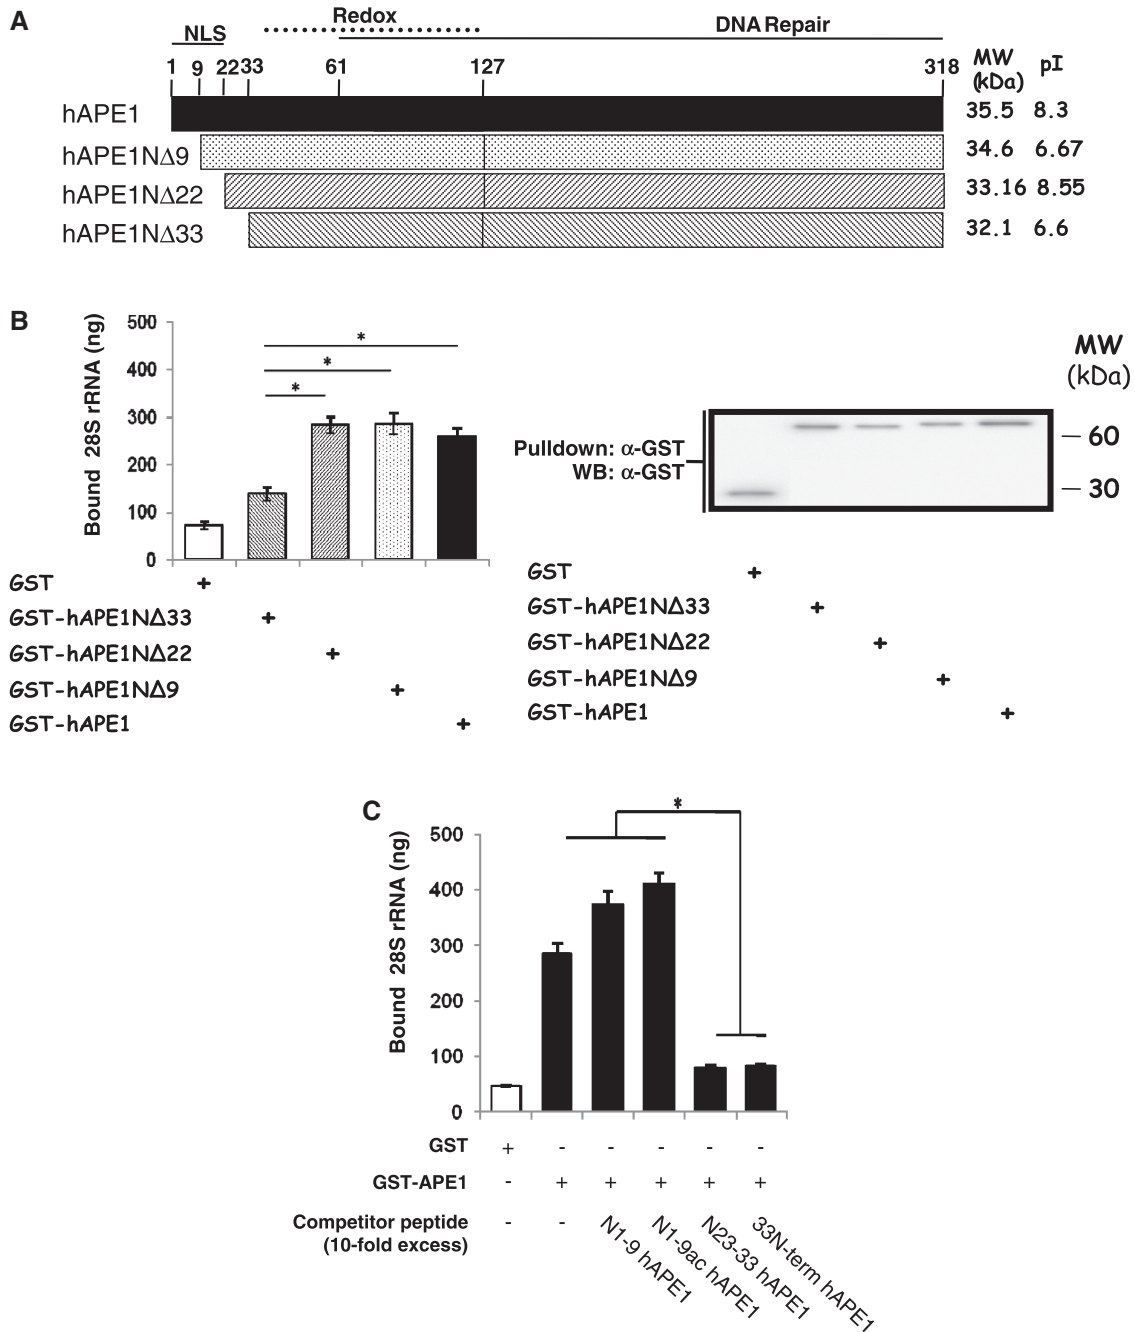 A
Redox
NLS
DNA Repair
1 9 22 33 61 127 318
MW (kDa) pI
hAPE1 35.5 8.3
hAPE1NΔ9 34.6 6.67
hAPE1NΔ22 33.16 8.55
hAPE1NΔ33 32.1 6.6
B
Bound 28S rRNA (ng)
500
400
300
200
100
0
* * *
GST +
GST-hAPE1NΔ33 +
GST-hAPE1NΔ22 +
GST-hAPE1NΔ9 +
GST-hAPE1 +
MW
(kDa)
Pulldown: α-GST
WB: α-GST
60
30
GST +
GST-hAPE1NΔ33 +
GST-hAPE1NΔ22 +
GST-hAPE1NΔ9 +
GST-hAPE1 +
C
*
Bound 28S rRNA (ng)
500
400
300
200
100
0
GST + - - - - -
GST-APE1 - + + + + +
Competitor peptide - -
(10-fold excess)
N1-9 hAPE1
N1-9ac hAPE1
N23-33 hAPE1
33N-term hAPE1